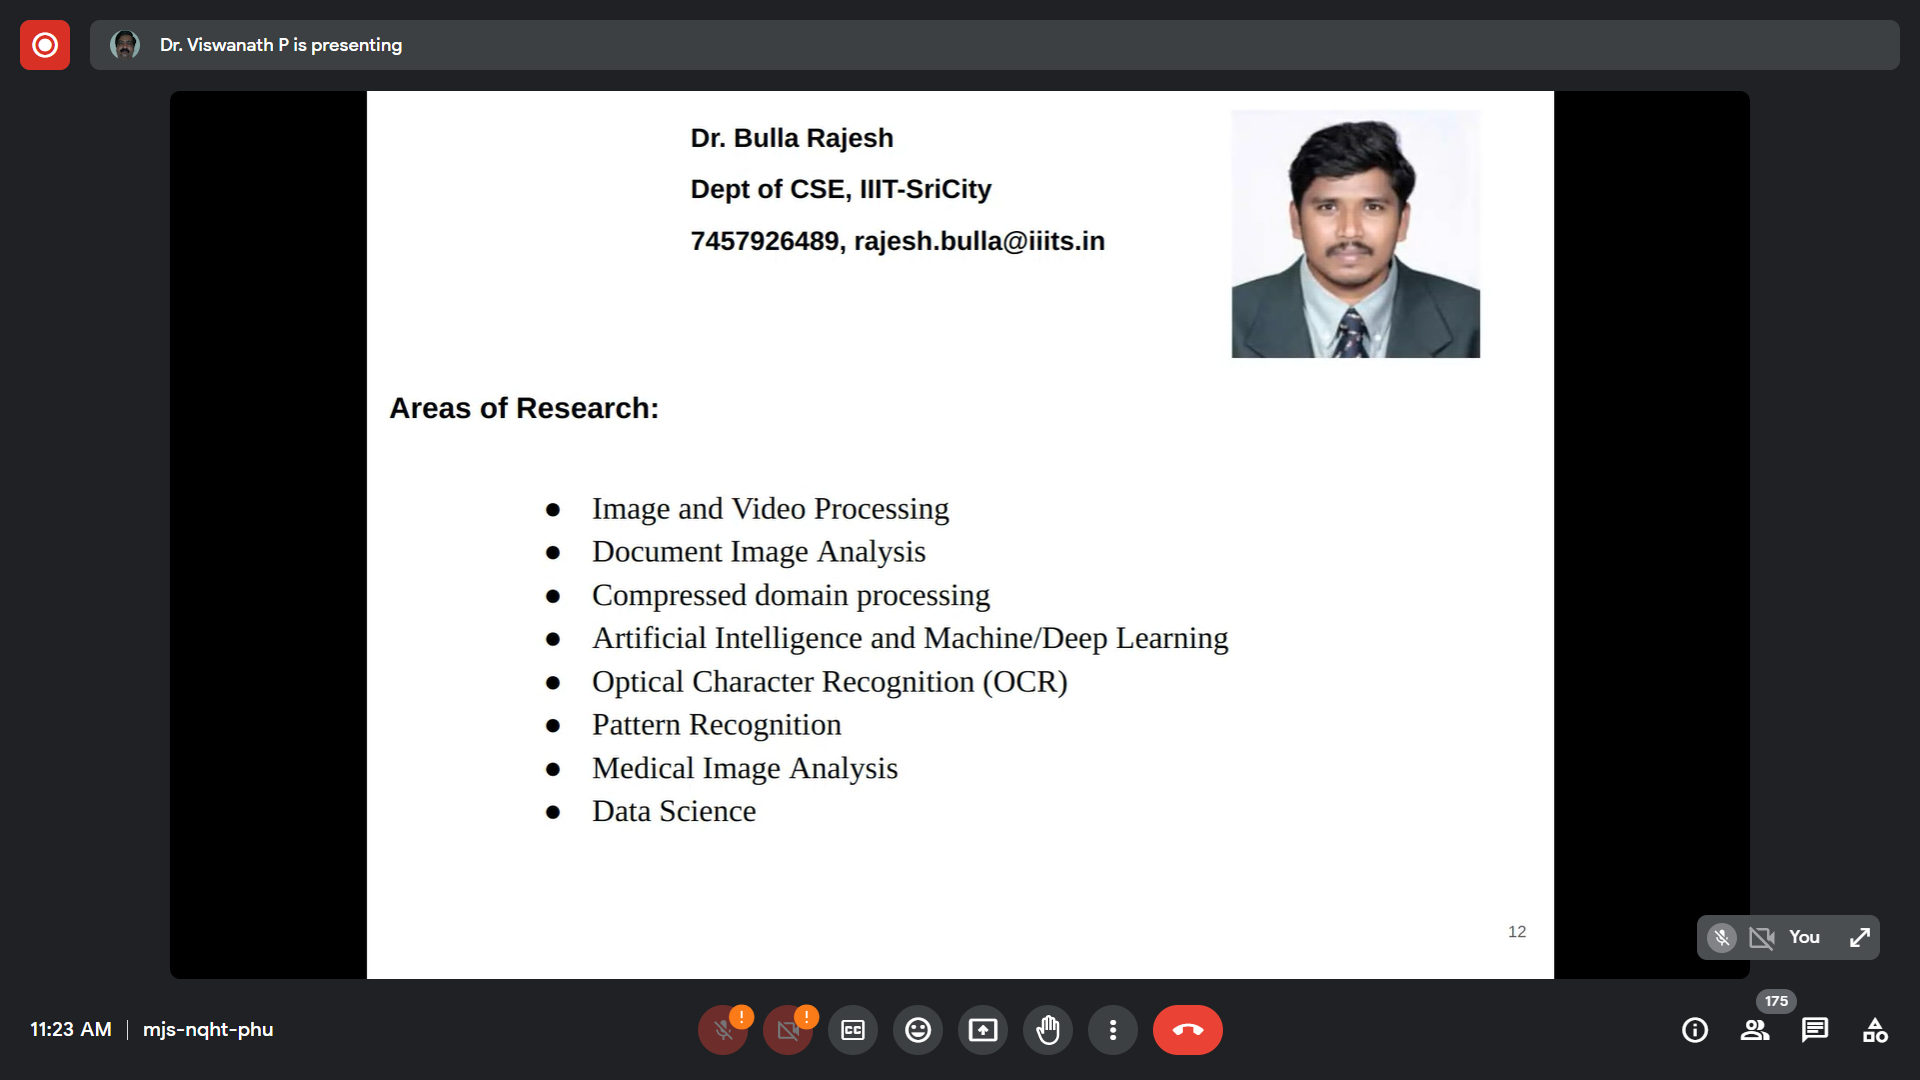 Dr. Viswanath P is presenting
Dr. Bulla Rajesh
Dept of CSE, IIIT-SriCity
7457926489, rajesh.bulla@iiits.in
Areas of Research:
● Image and Video Processing
● Document Image Analysis
● Compressed domain processing
● Artificial Intelligence and Machine/Deep Learning
● Optical Character Recognition (OCR)
● Pattern Recognition
● Medical Image Analysis
● Data Science
12
You
11:23 AM | mjs-nqht-phu
! ! CC
175